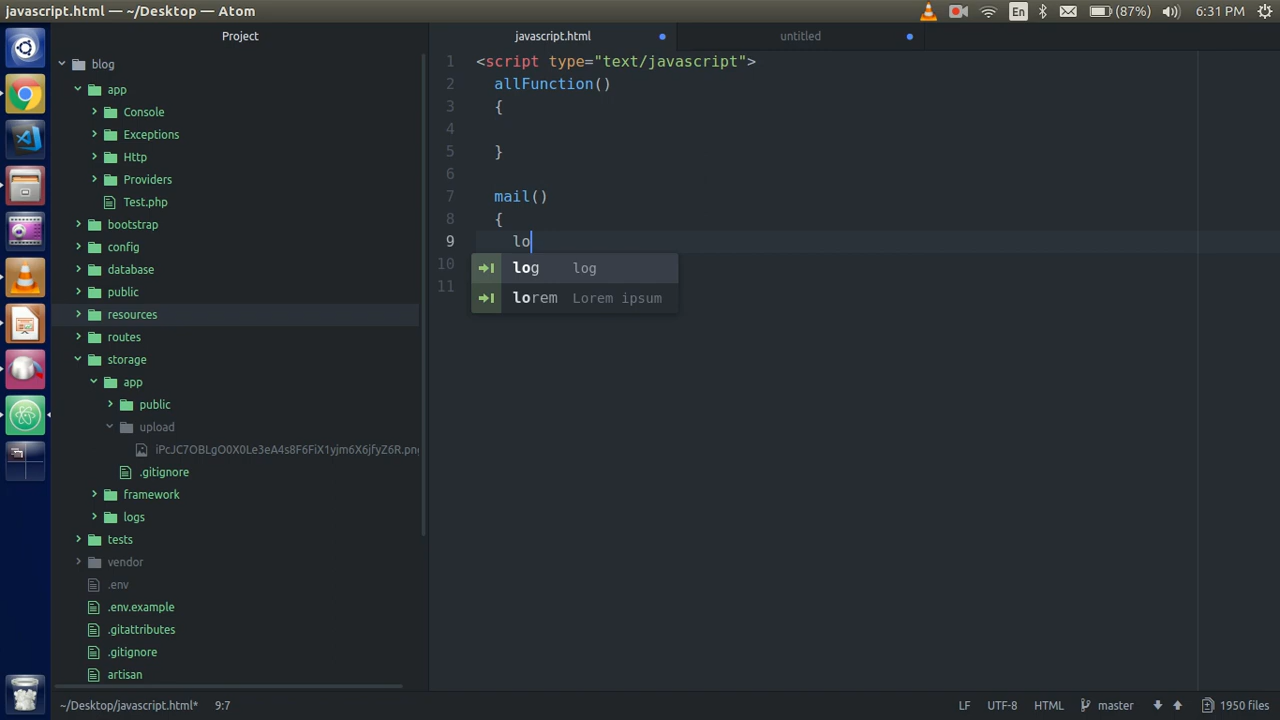 javascript.html — ~/Desktop — Atom
En
(87%)
6:31 PM
Project
javascript.html
untitled
blog
app
Console
Exceptions
Http
Providers
Test.php
bootstrap
config
database
public
resources
routes
storage
app
public
upload
iPcJC7OBLgO0X0Le3eA4s8F6FiX1yjm6X6jfyZ6R.png
.gitignore
framework
logs
tests
vendor
.env
.env.example
.gitattributes
.gitignore
artisan
1 <script type="text/javascript">
2 allFunction()
3 {
4
5 }
6
7 mail()
8 {
9 lo
10
11
log log
lorem Lorem ipsum
~/Desktop/javascript.html* 9:7
LF UTF-8 HTML master 1950 files